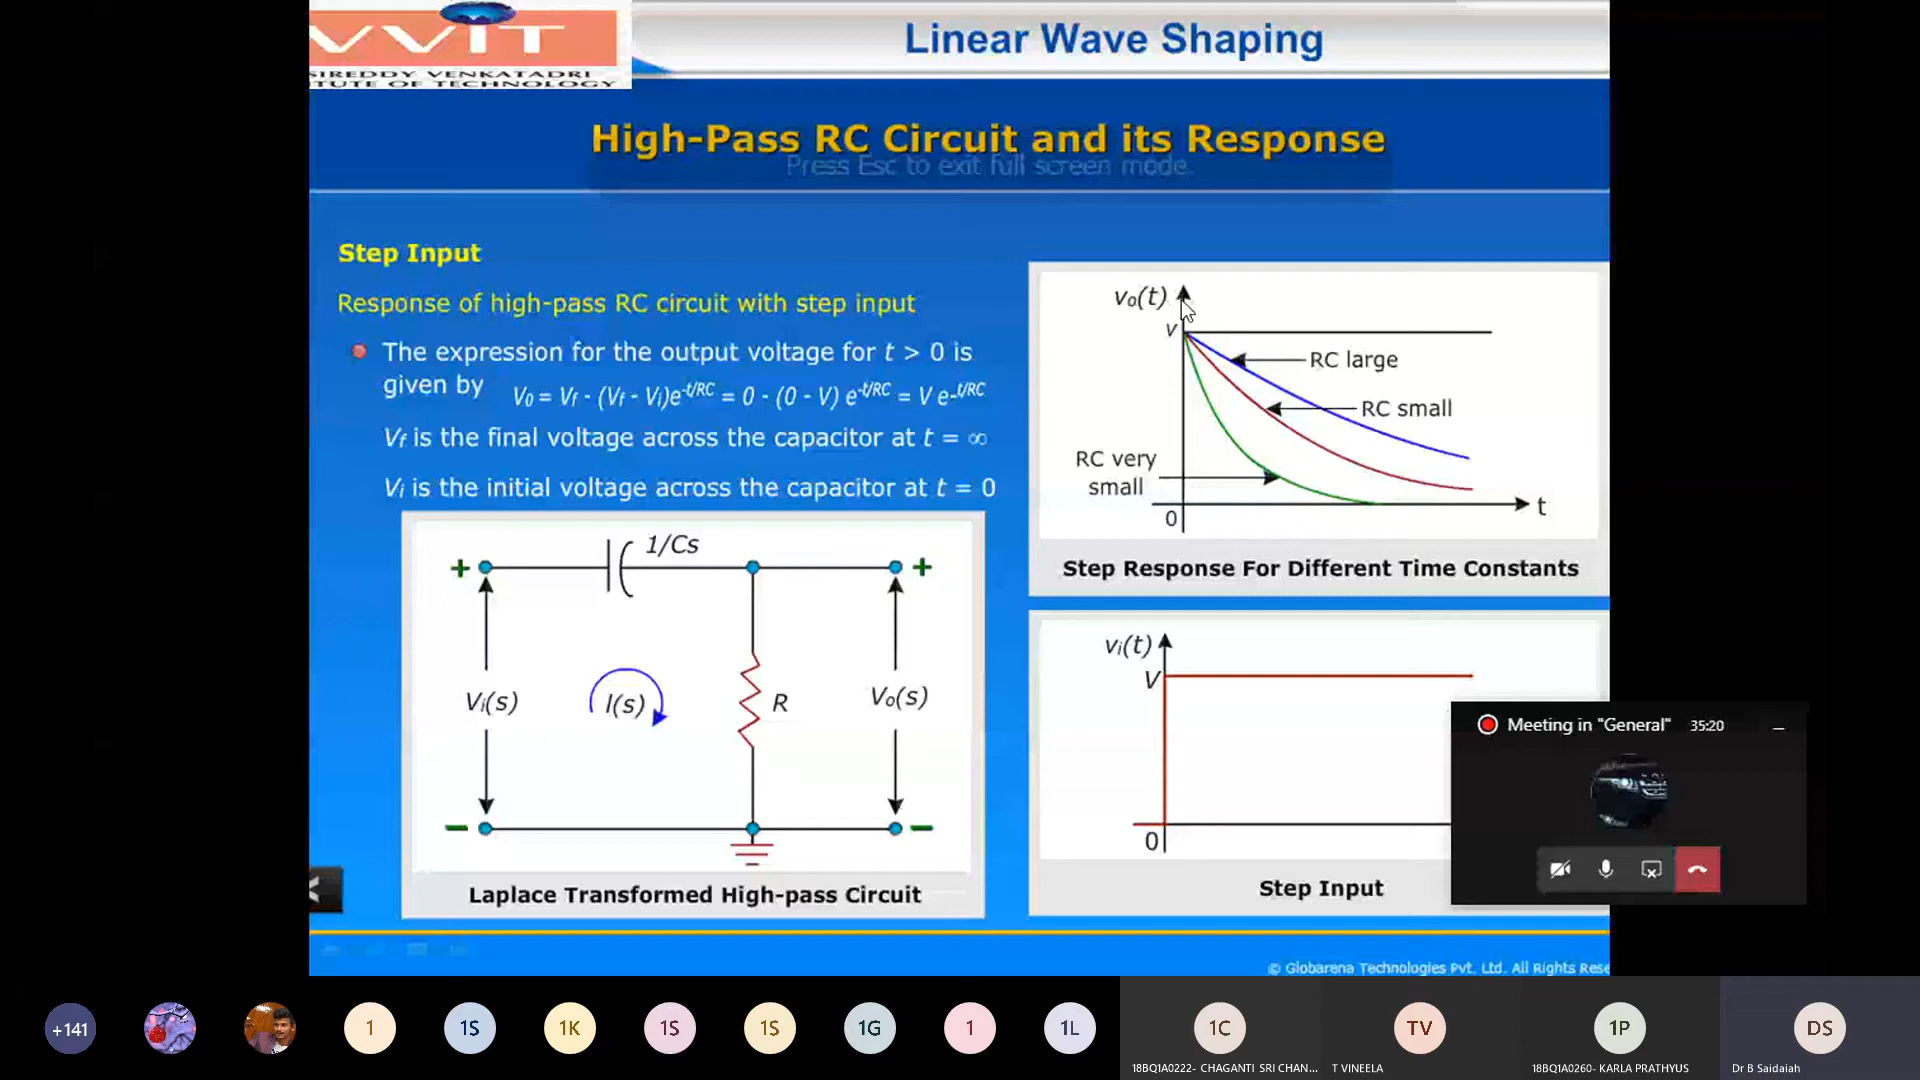 VVIT
SIREDDY VENKATADRI
TUTE OF TECHNOLOGY
Linear Wave Shaping
High-Pass RC Circuit and its Response
Press Esc to exit full screen mode.
Step Input
Response of high-pass RC circuit with step input
The expression for the output voltage for t > 0 is
given by V₀ = Vf - (Vf - Vi)e^-t/RC = 0 - (0 - V) e^-t/RC = V e-^t/RC
Vf is the final voltage across the capacitor at t = ∞
Vi is the initial voltage across the capacitor at t = 0
+ 1/Cs +
Vi(s) I(s) R Vo(s)
Laplace Transformed High-pass Circuit
vo(t)
v
RC large
RC small
RC very
small
0
t
Step Response For Different Time Constants
vi(t)
V
0
Step Input
Meeting in "General" 35:20
© Globarena Technologies Pvt. Ltd. All Rights Rese
+141 1 1S 1K 1S 1S 1G 1 1L 1C TV 1P DS
18BQ1A0222- CHAGANTI SRI CHAN... T VINEELA 18BQ1A0260- KARLA PRATHYUS Dr B Saidaiah